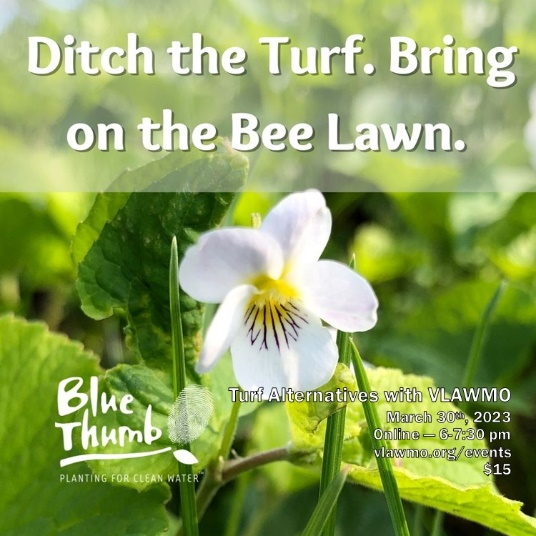 Ditch the Turf. Bring
on the Bee Lawn.
Turf Alternatives with VLAWMO
March 30th, 2023
Online — 6-7:30 pm
vlawmo.org/events
$15
Blue
Thumb
PLANTING FOR CLEAN WATER™